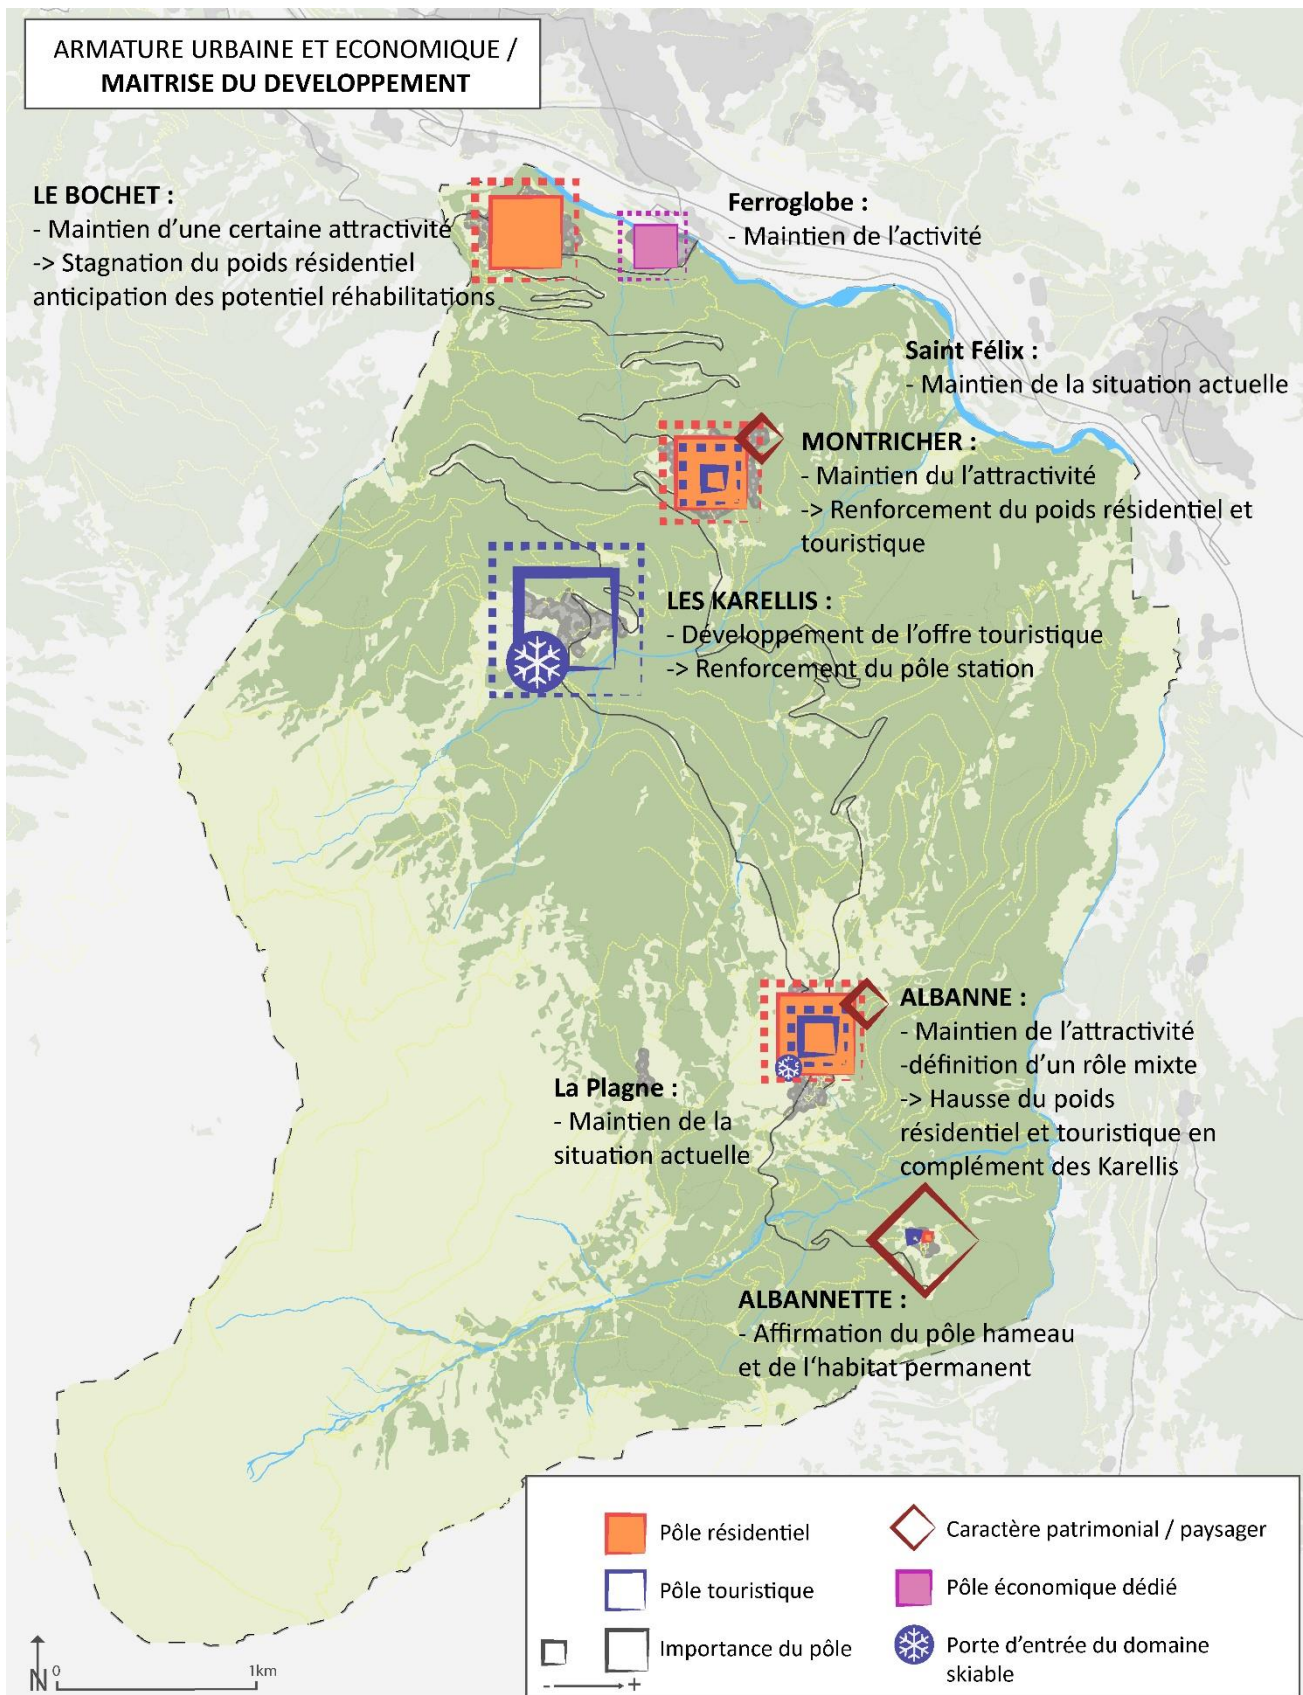 ARMATURE URBAINE ET ECONOMIQUE /
MAITRISE DU DEVELOPPEMENT
LE BOCHET :
- Maintien d'une certaine attractivité
-> Stagnation du poids résidentiel
anticipation des potentiel réhabilitations
Ferroglobe :
- Maintien de l'activité
Saint Félix :
- Maintien de la situation actuelle
MONTRICHER :
- Maintien du l'attractivité
-> Renforcement du poids résidentiel et
touristique
LES KARELLIS :
- Développement de l'offre touristique
-> Renforcement du pôle station
ALBANNE :
- Maintien de l'attractivité
-définition d'un rôle mixte
-> Hausse du poids
résidentiel et touristique en
complément des Karellis
La Plagne :
- Maintien de la
situation actuelle
ALBANNETTE :
- Affirmation du pôle hameau
et de l'habitat permanent
Pôle résidentiel
Pôle touristique
Importance du pôle
- +
Caractère patrimonial / paysager
Pôle économique dédié
Porte d'entrée du domaine
skiable
N
0 1km